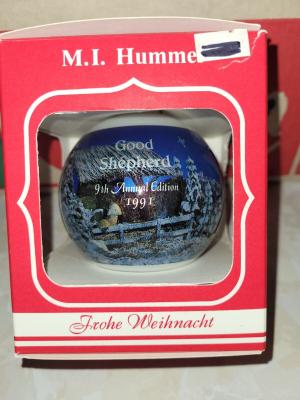 M.I. Humme
Good
Shepherd
9th Annual Edition
1991
Frohe Weihnacht